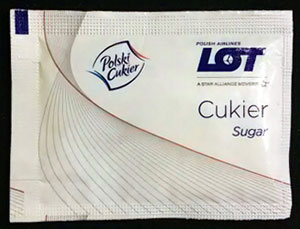 Polski
Cukier
POLISH AIRLINES
LOT
A STAR ALLIANCE MEMBER
Cukier
Sugar